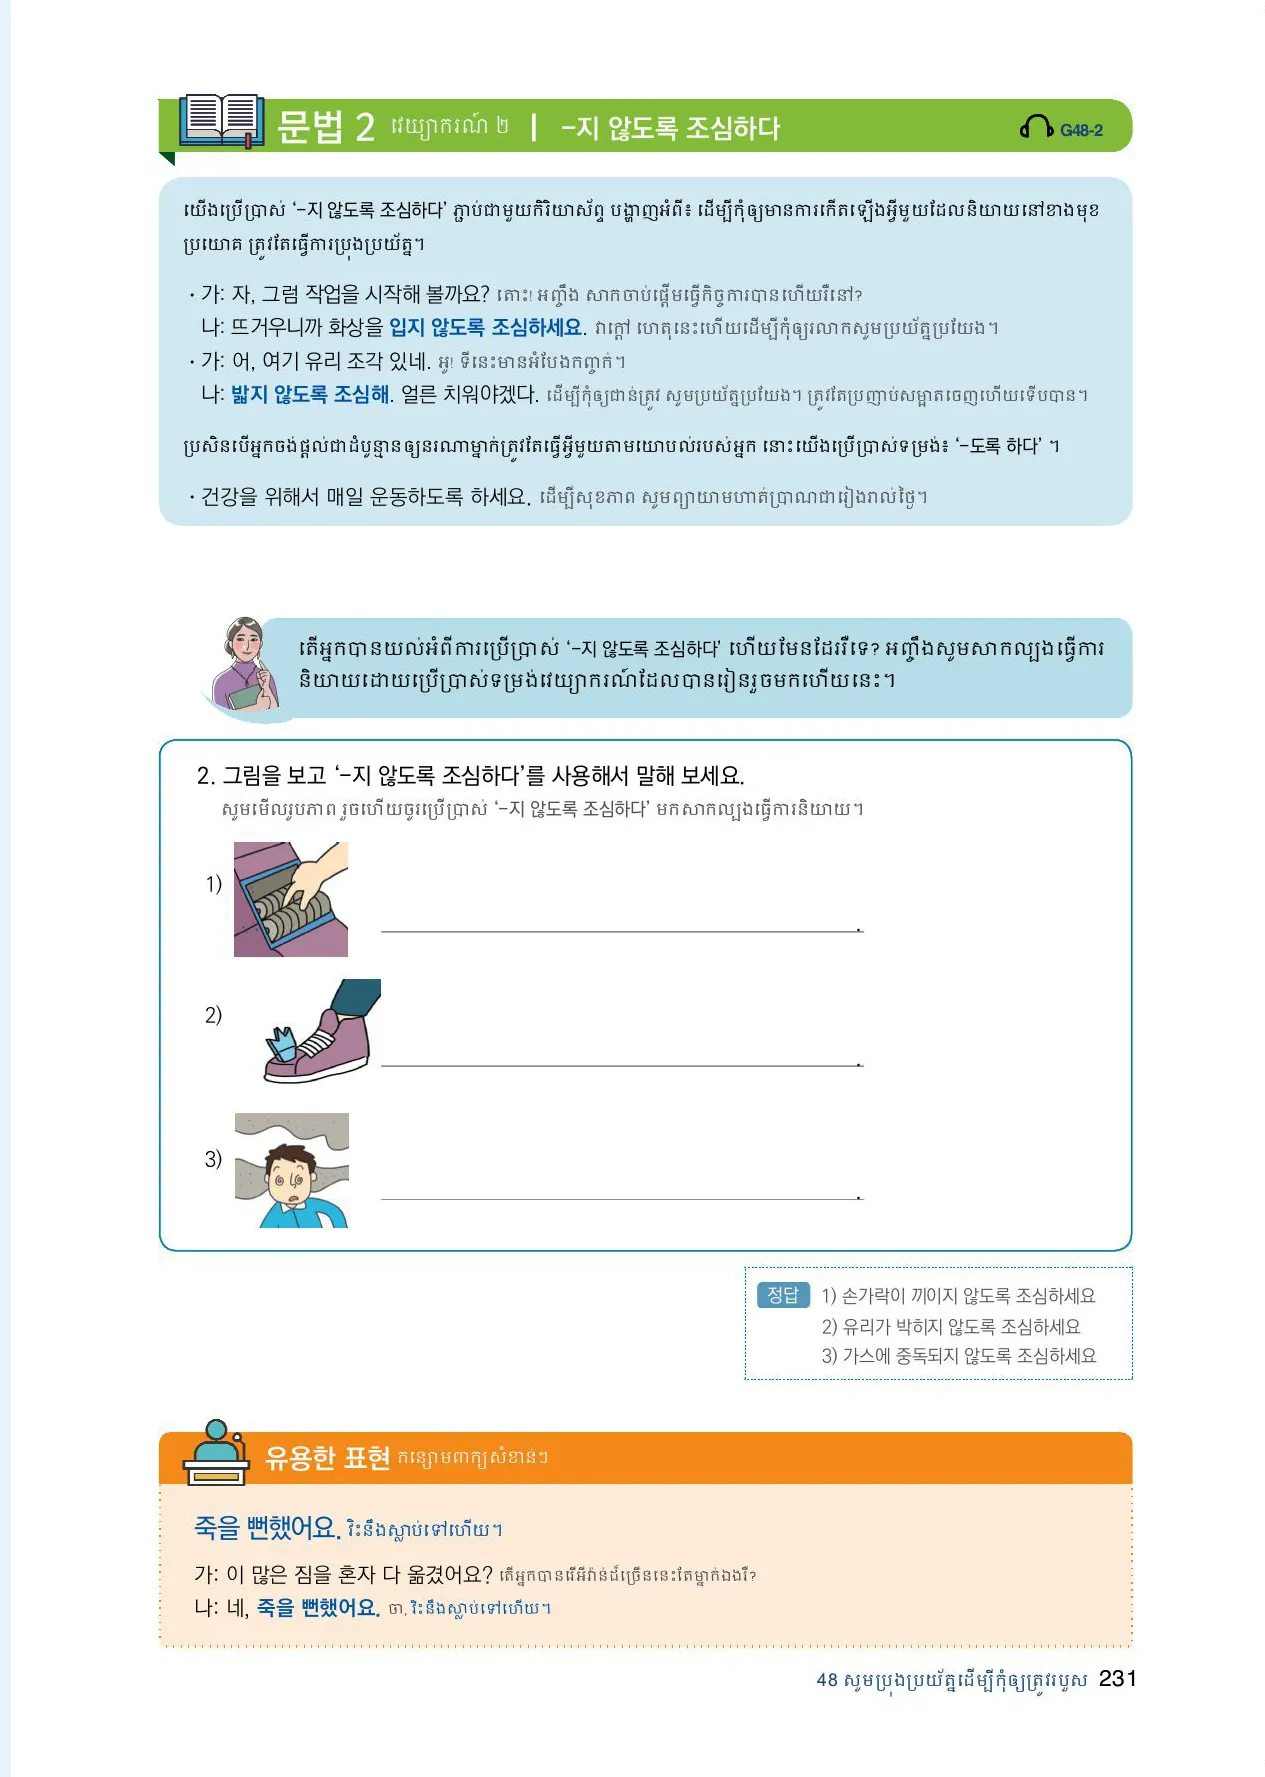 문법 2 វេយ្យាករណ៍ ២ | -지 않도록 조심하다 G48-2
យើងប្រើប្រាស់ ‘-지 않도록 조심하다’ ភ្ជាប់ជាមួយកិរិយាស័ព្ទ បង្ហាញអំពី៖ ដើម្បីកុំឲ្យមានការកើតឡើងអ្វីមួយដែលនិយាយនៅខាងមុខ
ប្រយោគ ត្រូវតែធ្វើការប្រុងប្រយ័ត្ន។
· 가: 자, 그럼 작업을 시작해 볼까요? តោះ! អញ្ចឹង សាកចាប់ផ្តើមធ្វើកិច្ចការបានហើយរឺនៅ?
나: 뜨거우니까 화상을 입지 않도록 조심하세요. វាក្តៅ ហេតុនេះហើយដើម្បីកុំឲ្យរលាកសូមប្រយ័ត្នប្រយែង។
· 가: 어, 여기 유리 조각 있네. អូ! ទីនេះមានអំបែងកញ្ចក់។
나: 밟지 않도록 조심해. 얼른 치워야겠다. ដើម្បីកុំឲ្យជាន់ត្រូវ សូមប្រយ័ត្នប្រយែង។ ត្រូវតែប្រញាប់សម្អាតចេញហើយទើបបាន។
ប្រសិនបើអ្នកចង់ផ្តល់ជាដំបូន្មានឲ្យនរណាម្នាក់ត្រូវតែធ្វើអ្វីមួយតាមយោបល់របស់អ្នក នោះយើងប្រើប្រាស់ទម្រង់៖ ‘-도록 하다’ ។
· 건강을 위해서 매일 운동하도록 하세요. ដើម្បីសុខភាព សូមព្យាយាមហាត់ប្រាណជារៀងរាល់ថ្ងៃ។
តើអ្នកបានយល់អំពីការប្រើប្រាស់ ‘-지 않도록 조심하다’ ហើយមែនដែររឺទេ? អញ្ចឹងសូមសាកល្បងធ្វើការ
និយាយដោយប្រើប្រាស់ទម្រង់វេយ្យាករណ៍ដែលបានរៀនរួចមកហើយនេះ។
2. 그림을 보고 ‘-지 않도록 조심하다’를 사용해서 말해 보세요.
សូមមើលរូបភាព រួចហើយចូរប្រើប្រាស់ ‘-지 않도록 조심하다’ មកសាកល្បងធ្វើការនិយាយ។
1) .
2) .
3) .
정답 1) 손가락이 끼이지 않도록 조심하세요
2) 유리가 박히지 않도록 조심하세요
3) 가스에 중독되지 않도록 조심하세요
유용한 표현 កន្សោមពាក្យសំខាន់ៗ
죽을 뻔했어요. វិះនឹងស្លាប់ទៅហើយ។
가: 이 많은 짐을 혼자 다 옮겼어요? តើអ្នកបានរើអីវ៉ាន់ដ៏ច្រើននេះតែម្នាក់ឯងរឺ?
나: 네, 죽을 뻔했어요. ចា, វិះនឹងស្លាប់ទៅហើយ។
48 សូមប្រុងប្រយ័ត្នដើម្បីកុំឲ្យត្រូវរបួស 231